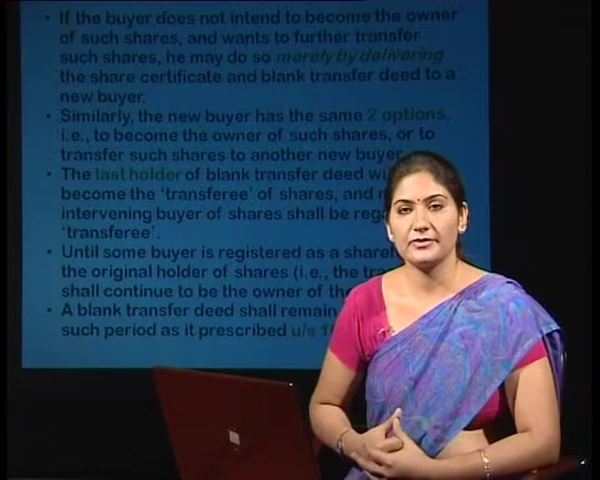 • If the buyer does not intend to become the owner
of such shares, and wants to further transfer
such shares, he may do so merely by delivering
the share certificate and blank transfer deed to a
new buyer.
• Similarly, the new buyer has the same 2 options,
i.e., to become the owner of such shares, or to
transfer such shares to another new buyer.
• The last holder of blank transfer deed
become the 'transferee' of shares, and
intervening buyer of shares shall be
'transferee'.
• Until some buyer is registered as a
the original holder of shares (i.e., the
shall continue to be the owner of the
• A blank transfer deed shall remain
such period as it prescribed u/s